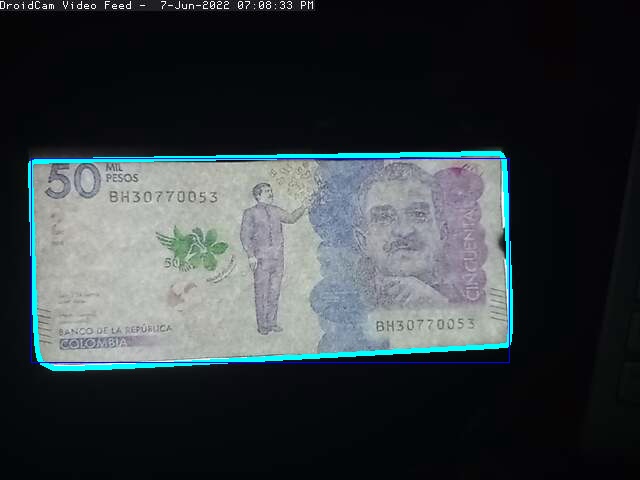 DroidCam Video Feed - 7-Jun-2022 07:08:33 PM
50 MIL
PESOS
BH30770053
50
CINCUENTA
BH30770053
BANCO DE LA REPÚBLICA
COLOMBIA